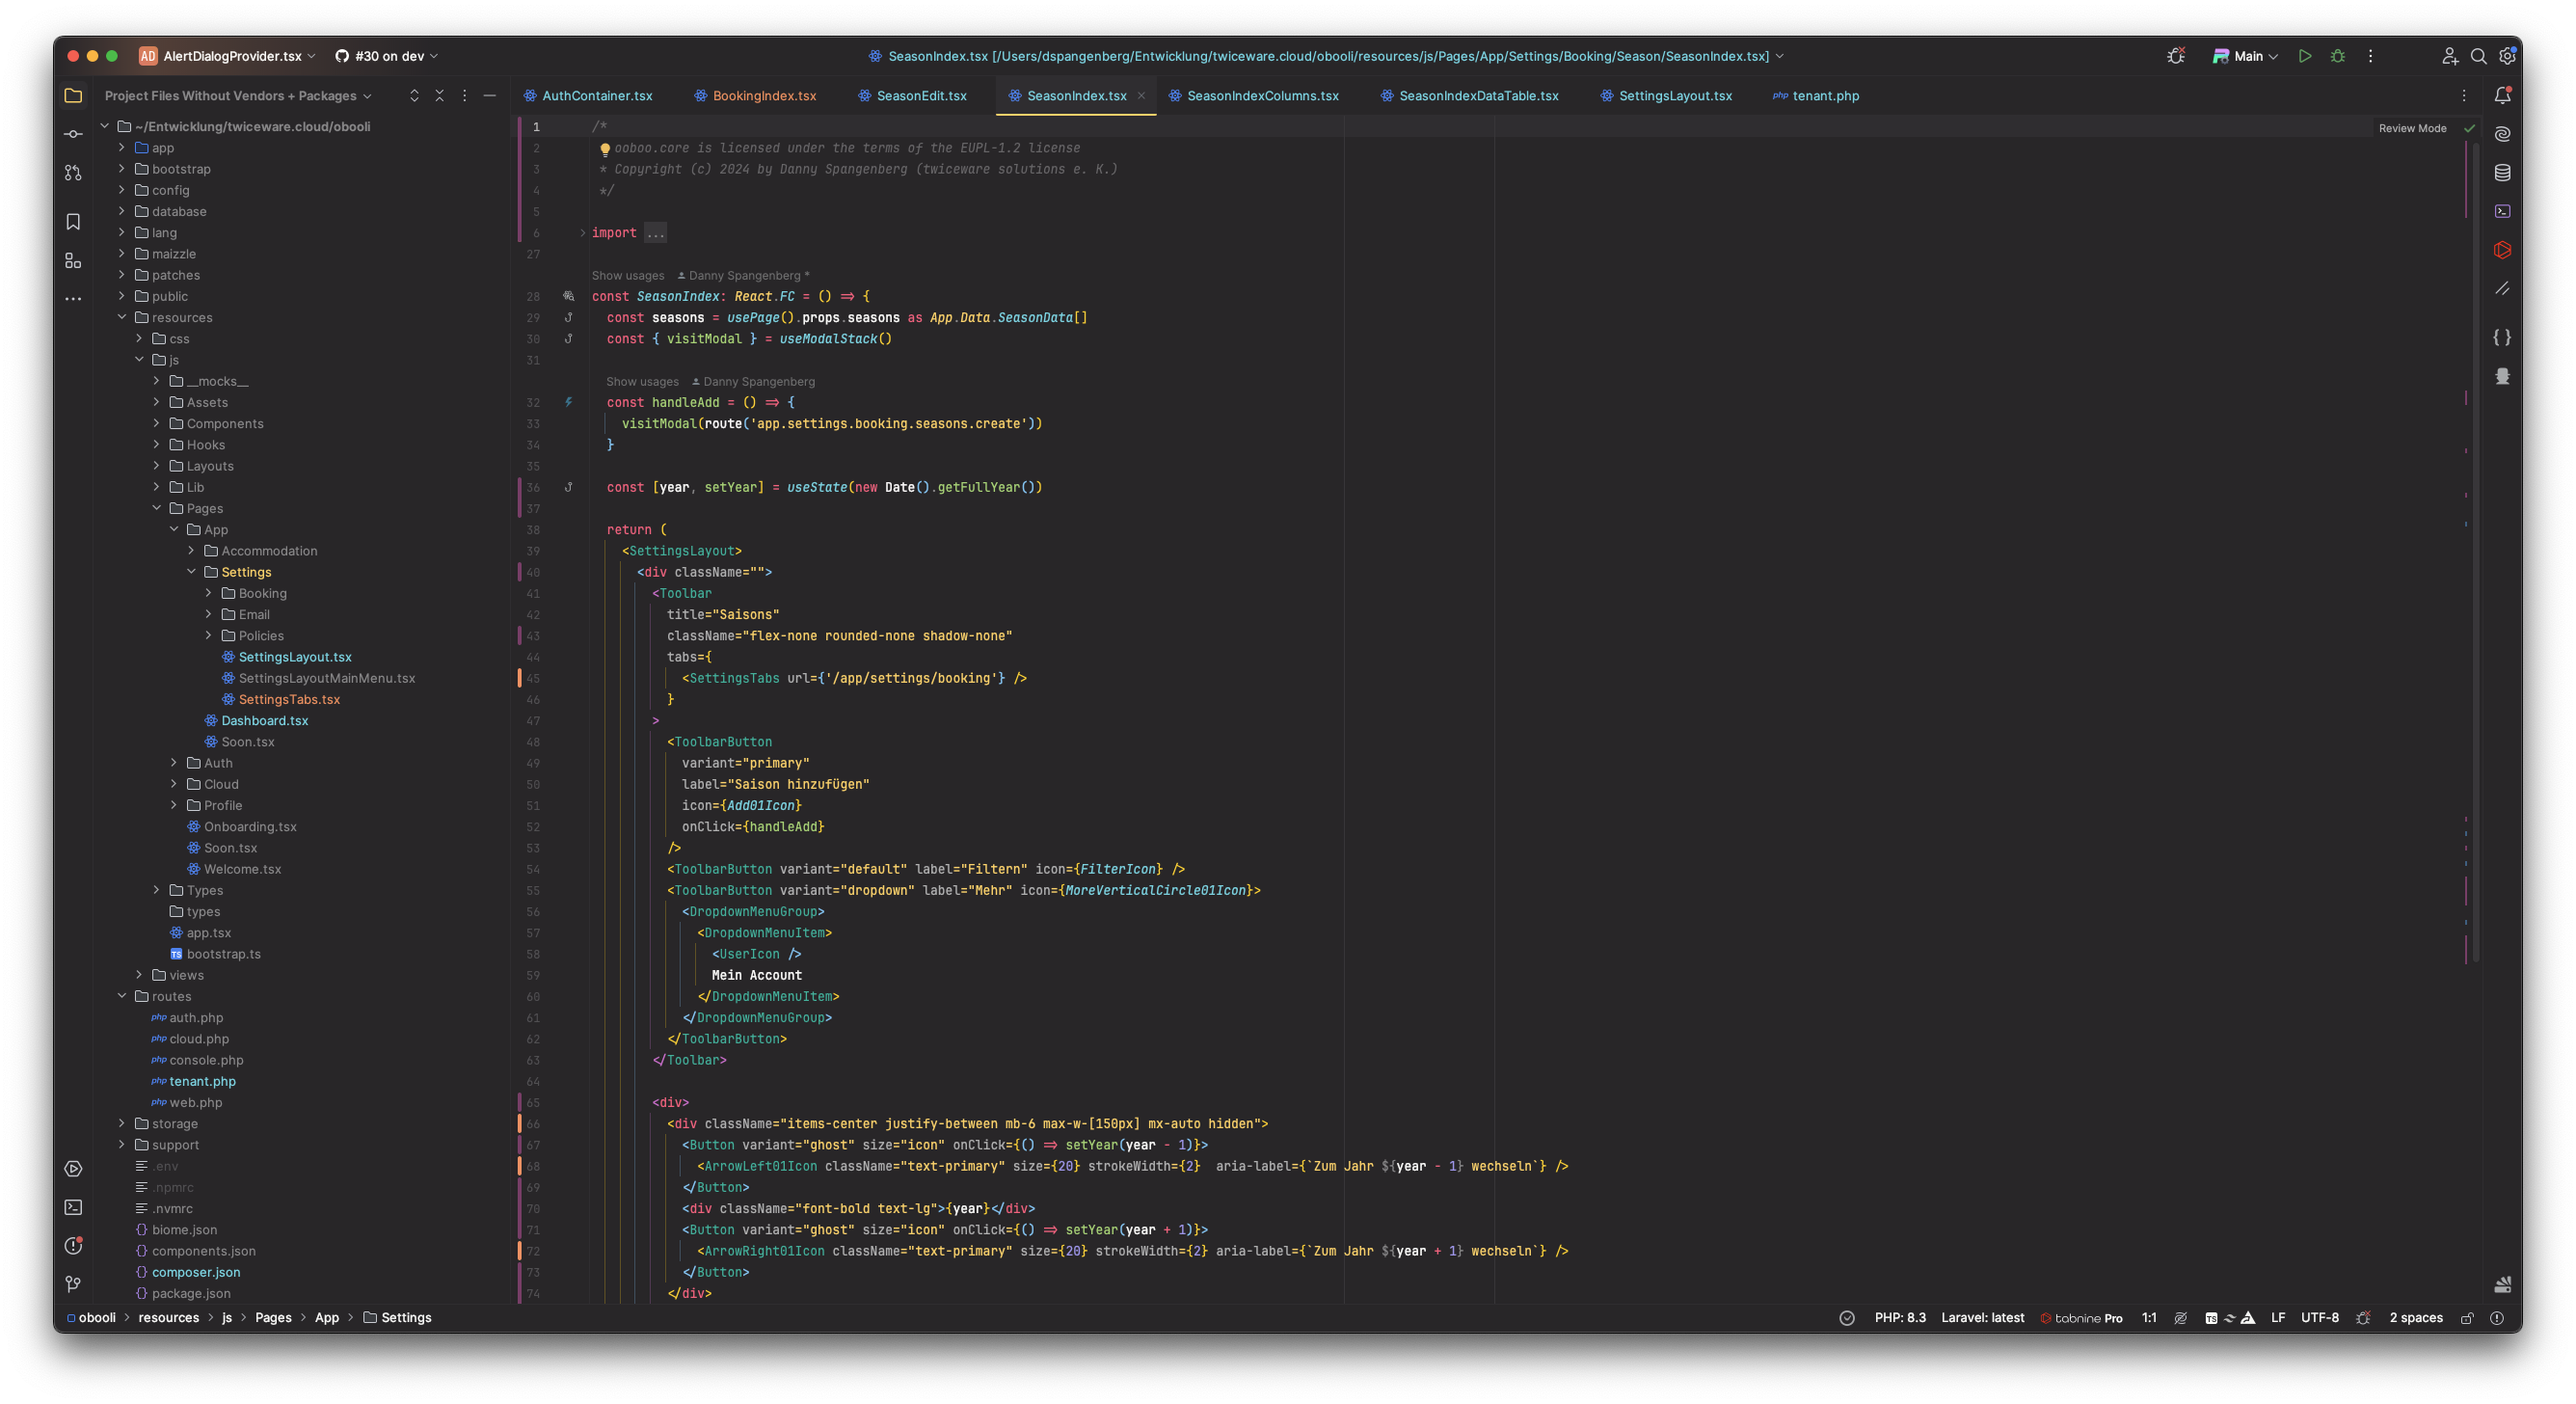 AD AlertDialogProvider.tsx
#30 on dev
SeasonIndex.tsx [/Users/dspangenberg/Entwicklung/twiceware.cloud/obooli/resources/js/Pages/App/Settings/Booking/Season/SeasonIndex.tsx]
Main
Project Files Without Vendors + Packages
AuthContainer.tsx
BookingIndex.tsx
SeasonEdit.tsx
SeasonIndex.tsx
SeasonIndexColumns.tsx
SeasonIndexDataTable.tsx
SettingsLayout.tsx
php tenant.php
~/Entwicklung/twiceware.cloud/obooli
app
bootstrap
config
database
lang
maizzle
patches
public
resources
css
js
__mocks__
Assets
Components
Hooks
Layouts
Lib
Pages
App
Accommodation
Settings
Booking
Email
Policies
SettingsLayout.tsx
SettingsLayoutMainMenu.tsx
SettingsTabs.tsx
Dashboard.tsx
Soon.tsx
Auth
Cloud
Profile
Onboarding.tsx
Soon.tsx
Welcome.tsx
Types
types
app.tsx
TS bootstrap.ts
views
routes
php auth.php
php cloud.php
php console.php
php tenant.php
php web.php
storage
support
.env
.npmrc
.nvmrc
{} biome.json
{} components.json
{} composer.json
{} package.json
Review Mode
1 /*
2 ooboo.core is licensed under the terms of the EUPL-1.2 license
3 * Copyright (c) 2024 by Danny Spangenberg (twiceware solutions e. K.)
4 */
5
6 import ...
27
Show usages Danny Spangenberg *
28 const SeasonIndex: React.FC = () => {
29 const seasons = usePage().props.seasons as App.Data.SeasonData[]
30 const { visitModal } = useModalStack()
31
Show usages Danny Spangenberg
32 const handleAdd = () => {
33 visitModal(route('app.settings.booking.seasons.create'))
34 }
35
36 const [year, setYear] = useState(new Date().getFullYear())
37
38 return (
39 <SettingsLayout>
40 <div className="">
41 <Toolbar
42 title="Saisons"
43 className="flex-none rounded-none shadow-none"
44 tabs={
45 <SettingsTabs url={'/app/settings/booking'} />
46 }
47 >
48 <ToolbarButton
49 variant="primary"
50 label="Saison hinzufügen"
51 icon={Add01Icon}
52 onClick={handleAdd}
53 />
54 <ToolbarButton variant="default" label="Filtern" icon={FilterIcon} />
55 <ToolbarButton variant="dropdown" label="Mehr" icon={MoreVerticalCircle01Icon}>
56 <DropdownMenuGroup>
57 <DropdownMenuItem>
58 <UserIcon />
59 Mein Account
60 </DropdownMenuItem>
61 </DropdownMenuGroup>
62 </ToolbarButton>
63 </Toolbar>
64
65 <div>
66 <div className="items-center justify-between mb-6 max-w-[150px] mx-auto hidden">
67 <Button variant="ghost" size="icon" onClick={() => setYear(year - 1)}>
68 <ArrowLeft01Icon className="text-primary" size={20} strokeWidth={2}  aria-label={`Zum Jahr ${year - 1} wechseln`} />
69 </Button>
70 <div className="font-bold text-lg">{year}</div>
71 <Button variant="ghost" size="icon" onClick={() => setYear(year + 1)}>
72 <ArrowRight01Icon className="text-primary" size={20} strokeWidth={2} aria-label={`Zum Jahr ${year + 1} wechseln`} />
73 </Button>
74 </div>
obooli > resources > js > Pages > App > Settings
PHP: 8.3
Laravel: latest
tabnine Pro
1:1
TS
LF
UTF-8
2 spaces